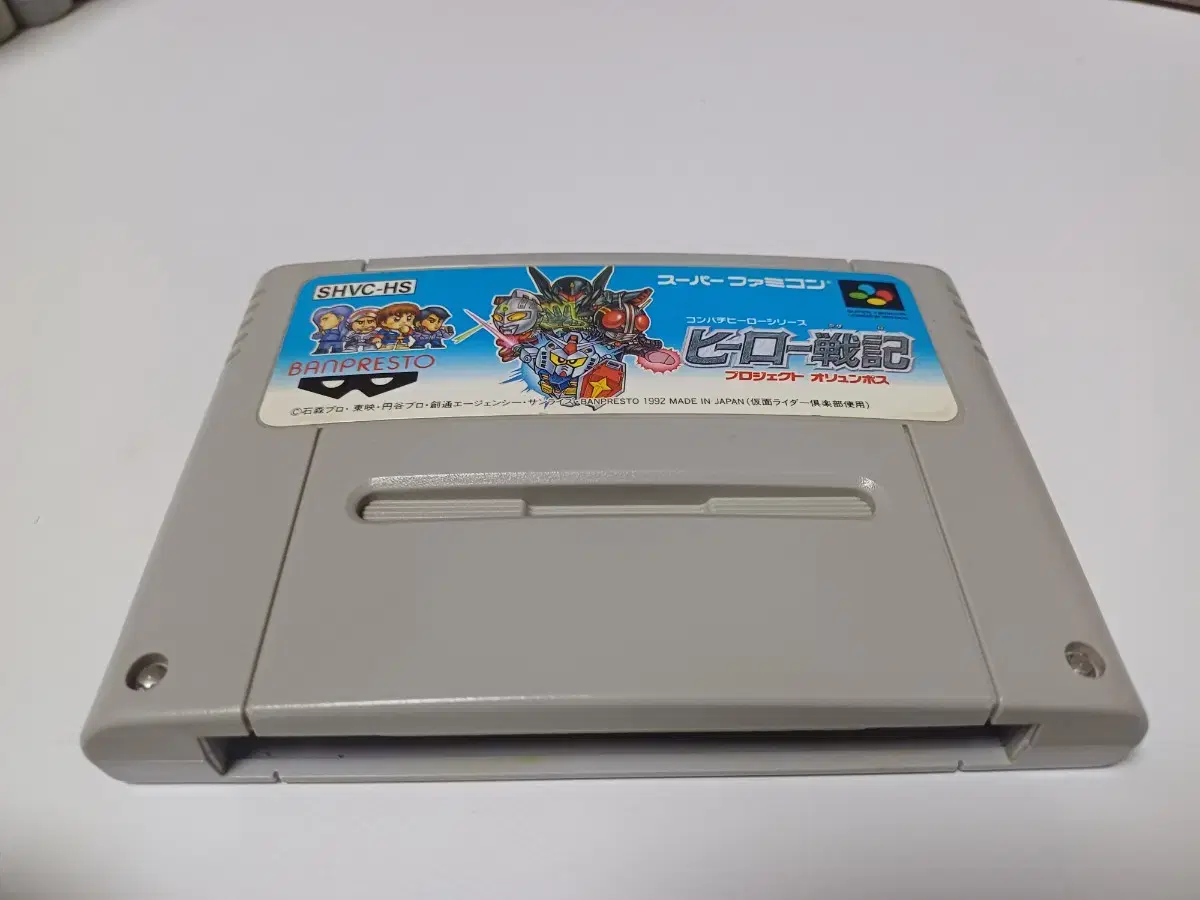 SHVC-HS
BANPRESTO
スーパーファミコン
コンパチヒーローシリーズ
ヒーロー戦記
プロジェクト オリュンポス
©石森プロ・東映・円谷プロ・創通エージェンシー・サンライズ BANPRESTO 1992 MADE IN JAPAN (仮面ライダー倶楽部使用)